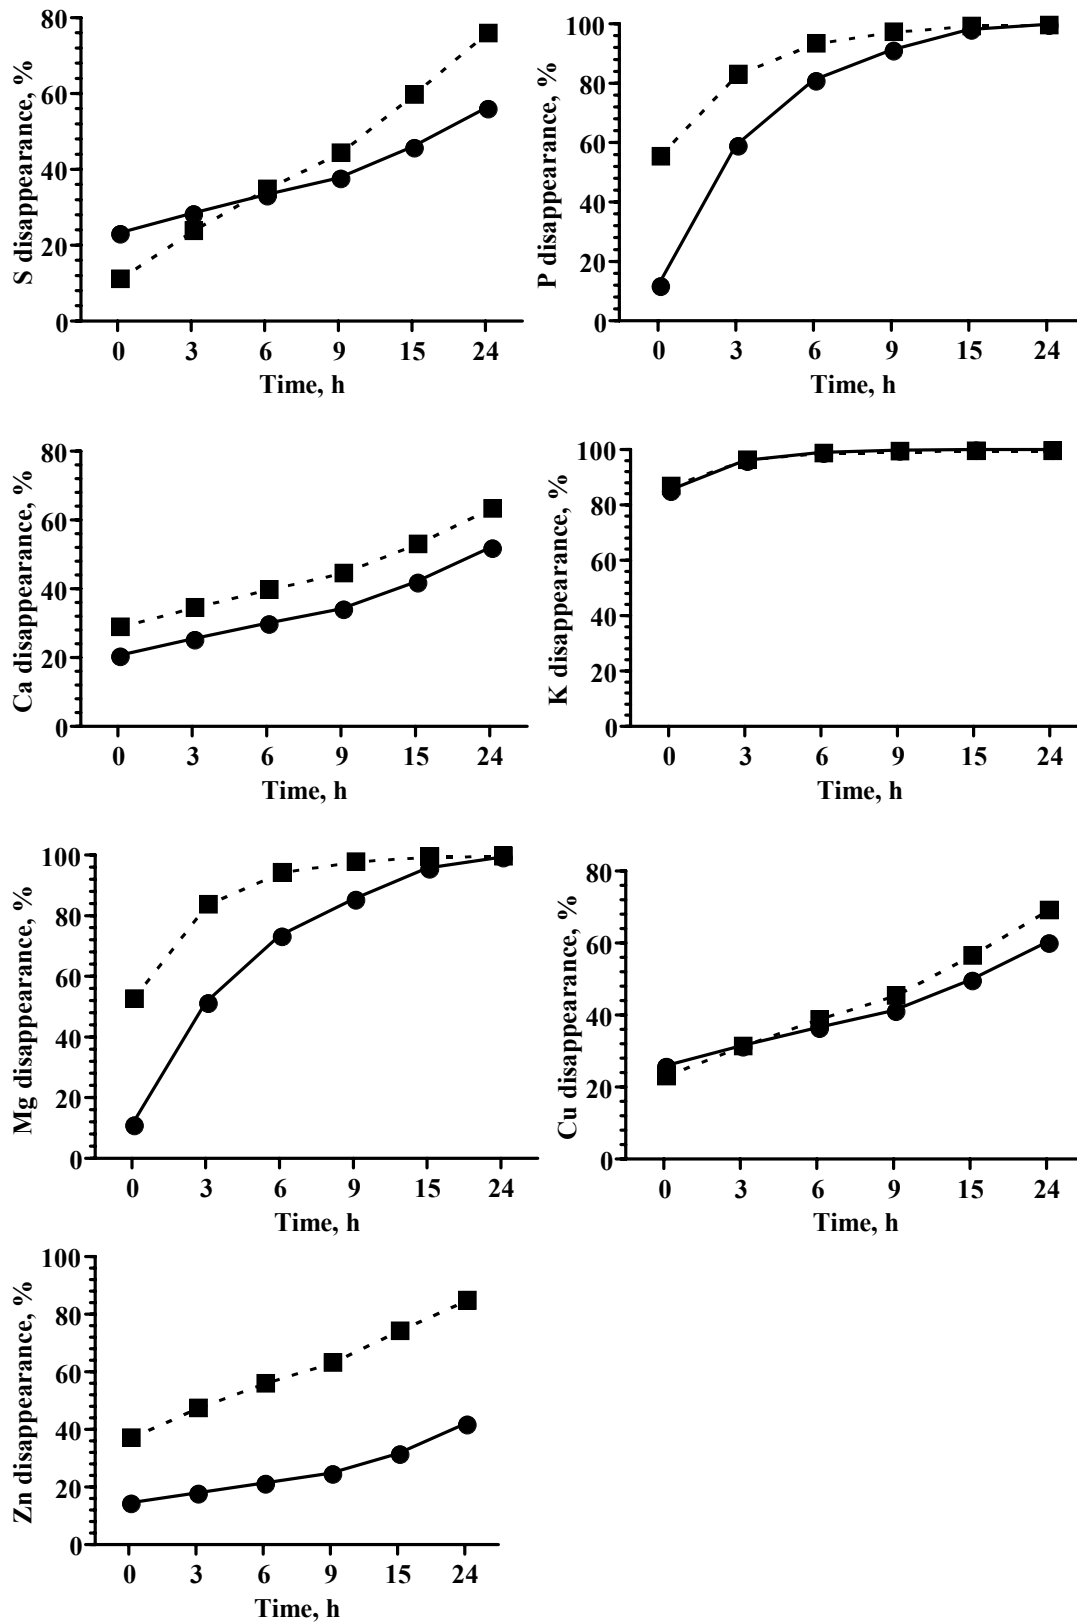 S disappearance, %
80
60
40
20
0
0 3 6 9 15 24
Time, h
P disappearance, %
100
80
60
40
20
0
0 3 6 9 15 24
Time, h
Ca disappearance, %
80
60
40
20
0
0 3 6 9 15 24
Time, h
K disappearance, %
100
80
60
40
20
0
0 3 6 9 15 24
Time, h
Mg disappearance, %
100
80
60
40
20
0
0 3 6 9 15 24
Time, h
Cu disappearance, %
80
60
40
20
0
0 3 6 9 15 24
Time, h
Zn disappearance, %
100
80
60
40
20
0
0 3 6 9 15 24
Time, h